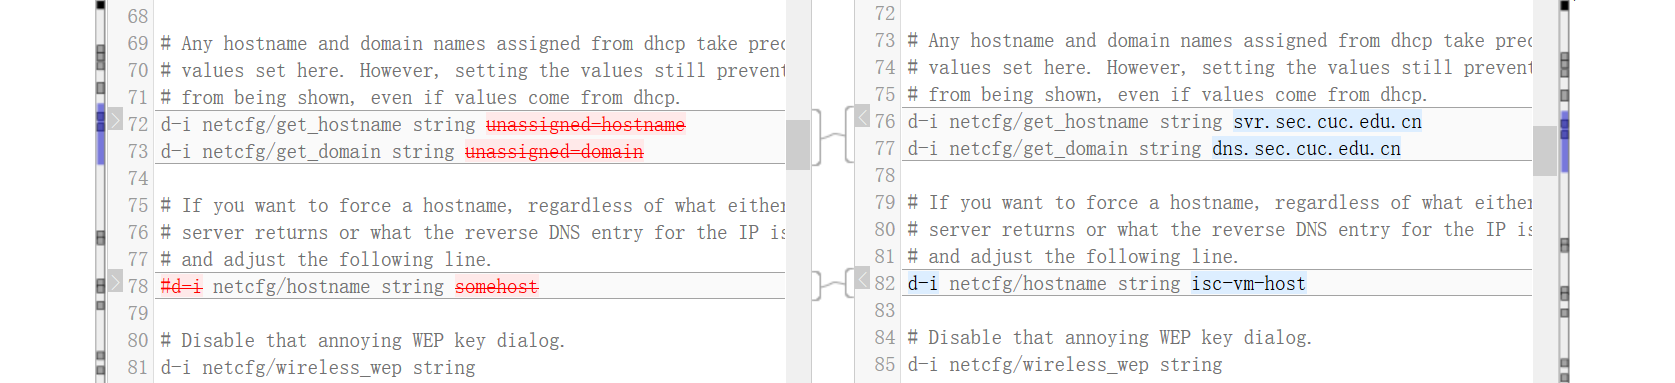 68
69 # Any hostname and domain names assigned from dhcp take prec
70 # values set here. However, setting the values still prevent
71 # from being shown, even if values come from dhcp.
72 d-i netcfg/get_hostname string unassigned-hostname
73 d-i netcfg/get_domain string unassigned-domain
74
75 # If you want to force a hostname, regardless of what either
76 # server returns or what the reverse DNS entry for the IP is
77 # and adjust the following line.
78 #d-i netcfg/hostname string somehost
79
80 # Disable that annoying WEP key dialog.
81 d-i netcfg/wireless_wep string
72
73 # Any hostname and domain names assigned from dhcp take prec
74 # values set here. However, setting the values still prevent
75 # from being shown, even if values come from dhcp.
76 d-i netcfg/get_hostname string svr.sec.cuc.edu.cn
77 d-i netcfg/get_domain string dns.sec.cuc.edu.cn
78
79 # If you want to force a hostname, regardless of what either
80 # server returns or what the reverse DNS entry for the IP is
81 # and adjust the following line.
82 d-i netcfg/hostname string isc-vm-host
83
84 # Disable that annoying WEP key dialog.
85 d-i netcfg/wireless_wep string